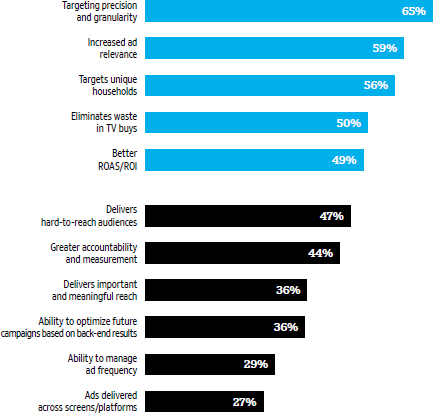 Targeting precision
and granularity
65%
Increased ad
relevance
59%
Targets unique
households
56%
Eliminates waste
in TV buys
50%
Better
ROAS/ROI
49%
Delivers
hard-to-reach audiences
47%
Greater accountability
and measurement
44%
Delivers important
and meaningful reach
36%
Ability to optimize future
campaigns based on back-end results
36%
Ability to manage
ad frequency
29%
Ads delivered
across screens/platforms
27%